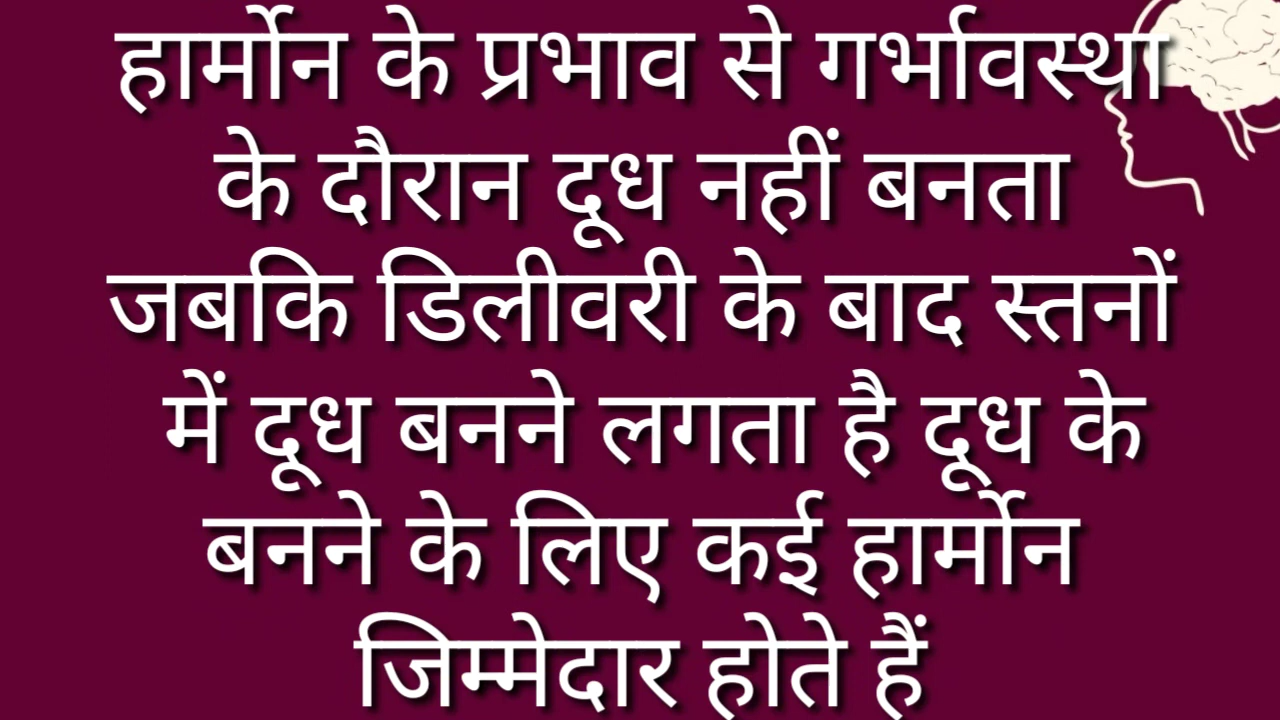 हार्मोन के प्रभाव से गर्भावस्था
के दौरान दूध नहीं बनता
जबकि डिलीवरी के बाद स्तनों
में दूध बनने लगता है दूध के
बनने के लिए कई हार्मोन
जिम्मेदार होते हैं